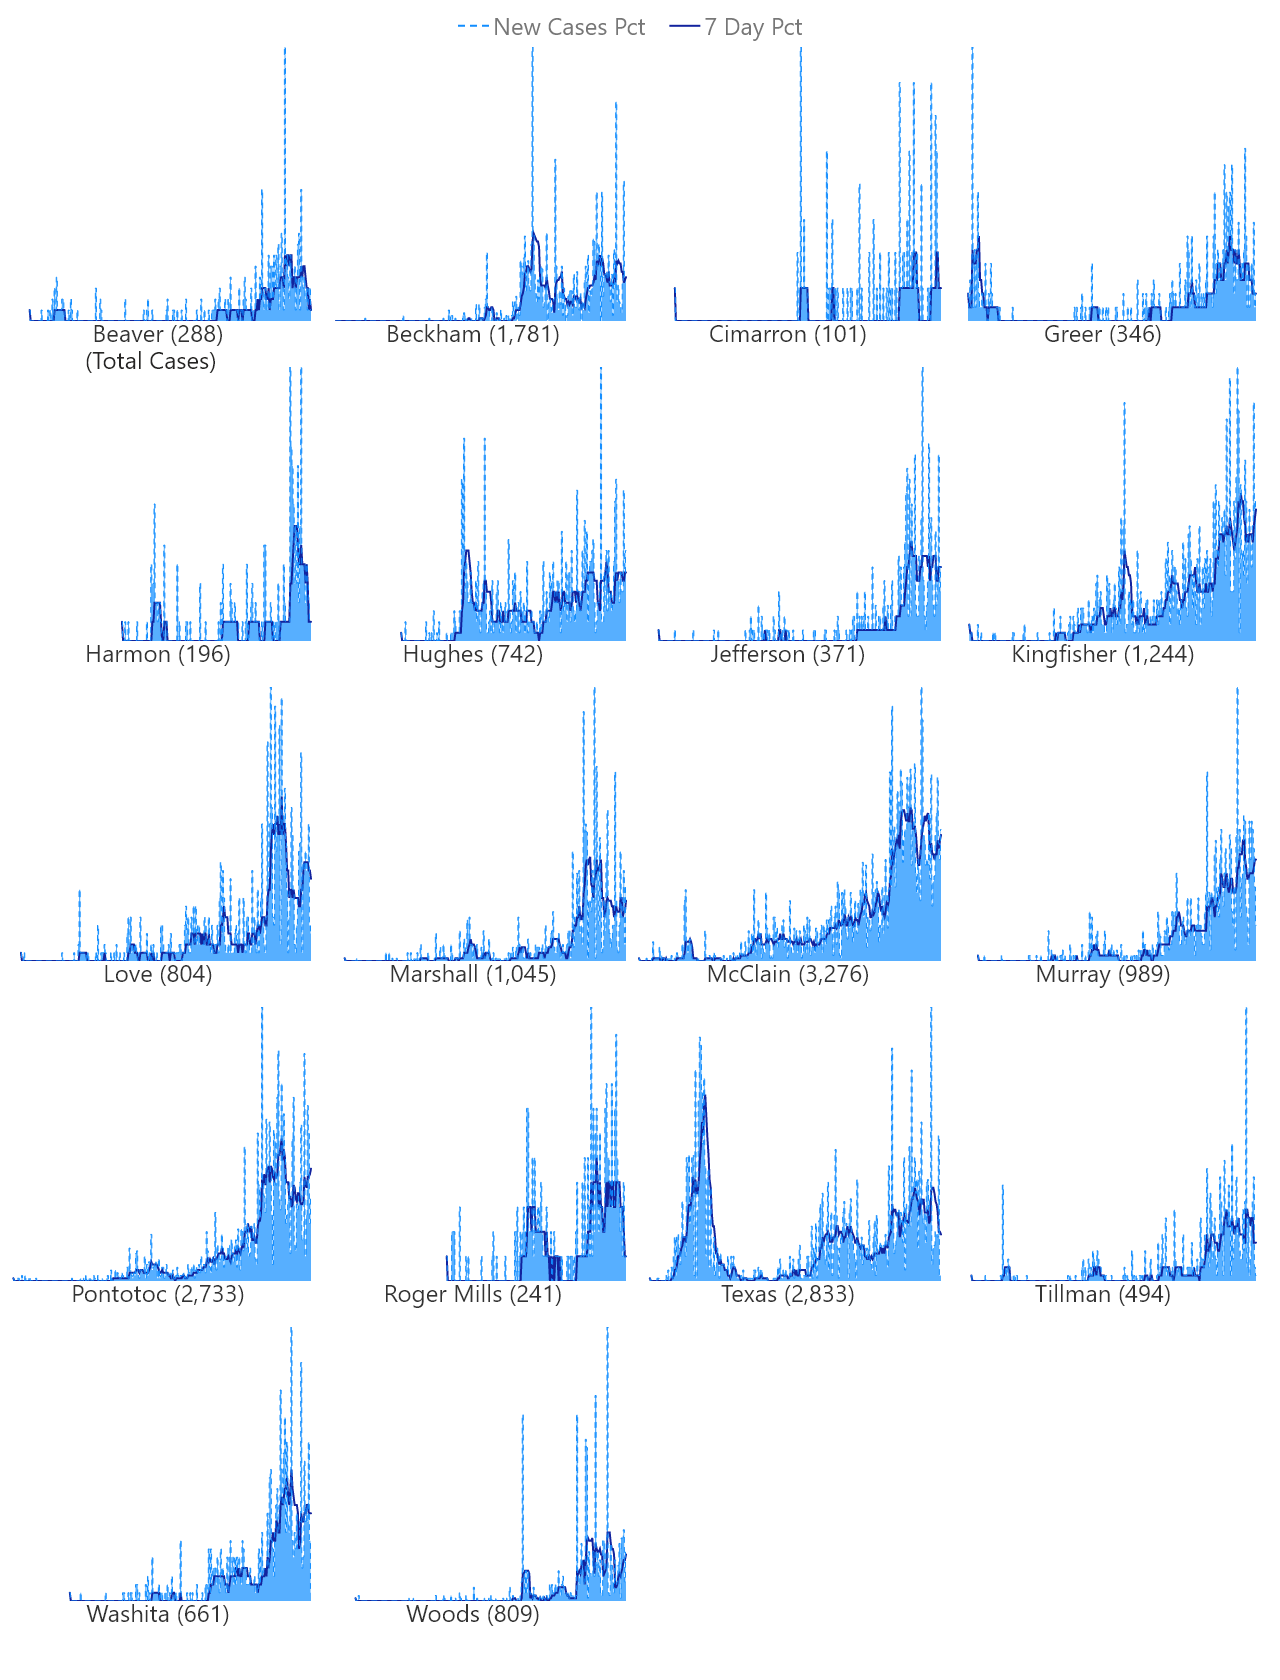 New Cases Pct 7 Day Pct
Beaver (288) Beckham (1,781) Cimarron (101) Greer (346)
(Total Cases)
Harmon (196) Hughes (742) Jefferson (371) Kingfisher (1,244)
Love (804) Marshall (1,045) McClain (3,276) Murray (989)
Pontotoc (2,733) Roger Mills (241) Texas (2,833) Tillman (494)
Washita (661) Woods (809)